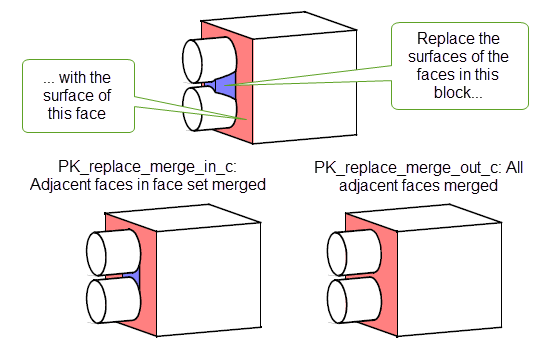 Replace the
surfaces of the
faces in this
block...
... with the
surface of
this face
PK_replace_merge_in_c:
Adjacent faces in face set merged
PK_replace_merge_out_c: All
adjacent faces merged